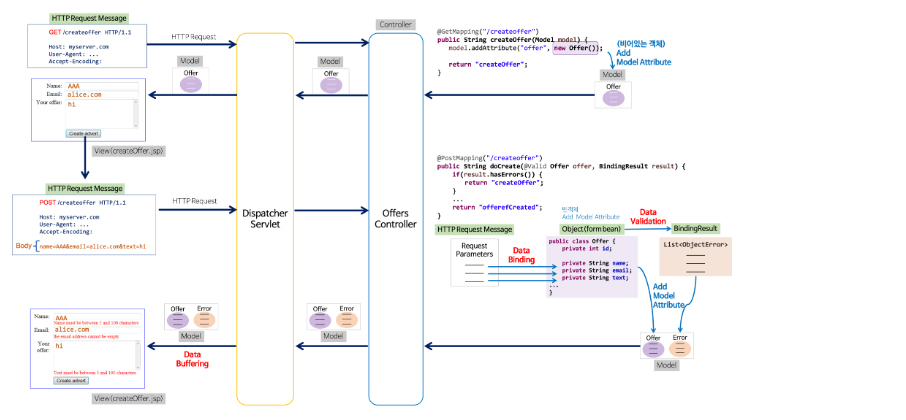 HTTP Request Message
GET /createoffer HTTP/1.1
Host: myserver.com
User-Agent: ...
Accept-Encoding:
HTTP Request
Model
Offer
Name: AAA
Email: alice.com
Your offer: hi
Create advert
View(createOffer.jsp)
HTTP Request Message
POST /createoffer HTTP/1.1
Host: myserver.com
User-Agent: ...
Accept-Encoding:
Body
name=AAA&email=alice.com&text=hi
HTTP Request
Name: AAA
Name must be between 5 and 100 characters
Email: alice.com
the email address cannot be empty
Your offer: hi
Text must be between 5 and 100 characters
Create advert
View(createOffer.jsp)
Offer Error
Model
Data
Buffering
Dispatcher
Servlet
Model
Offer
Offer Error
Model
Controller
Offers
Controller
@GetMapping("/createoffer")
public String createOffer(Model model) {
model.addAttribute("offer", new Offer());
return "createOffer";
}
(비어있는 객체)
Add
Model Attribute
Model
Offer
@PostMapping("/createoffer")
public String doCreate(@Valid Offer offer, BindingResult result) {
if(result.hasErrors()) {
return "createOffer";
}
...
return "offerefCreated";
}
Add Model Attribute
Data
Validation
HTTP Request Message
Object(form bean)
BindingResult
Request
Parameters
Data
Binding
public class Offer {
private int id;
private String name;
private String email;
private String text;
...
}
List<ObjectError>
Add
Model
Attribute
Offer Error
Model